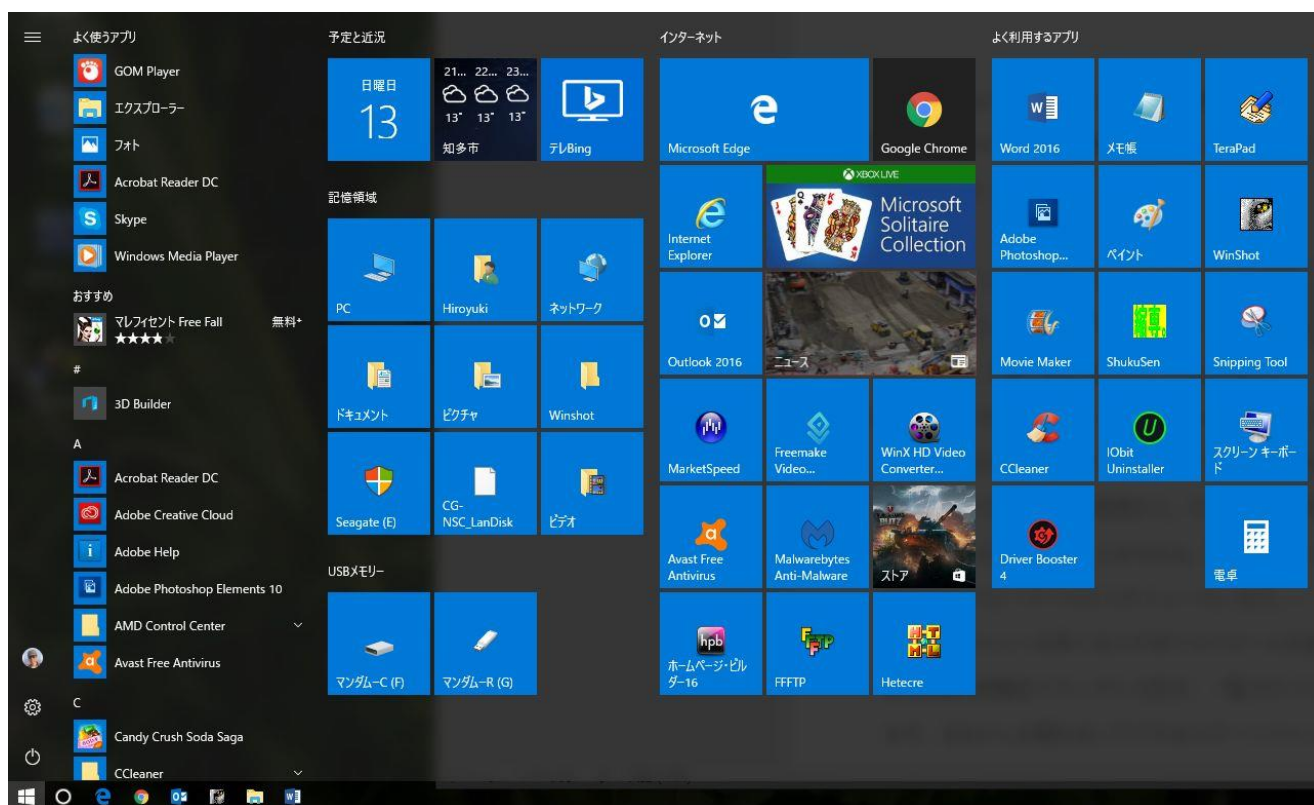 よく使うアプリ
GOM Player
エクスプローラー
フォト
Acrobat Reader DC
Skype
Windows Media Player
おすすめ
マレフィセント Free Fall 無料+
#
3D Builder
A
Acrobat Reader DC
Adobe Creative Cloud
Adobe Help
Adobe Photoshop Elements 10
AMD Control Center
Avast Free Antivirus
C
Candy Crush Soda Saga
CCleaner
予定と近況
日曜日
13
21... 22... 23...
13° 13° 13°
知多市
テレBing
記憶領域
PC
Hiroyuki
ネットワーク
ドキュメント
ピクチャ
Winshot
Seagate (E)
CG-
NSC_LanDisk
ビデオ
USBメモリー
マンダム-C (F)
マンダム-R (G)
インターネット
Microsoft Edge
Google Chrome
Internet
Explorer
XBOX LIVE
Microsoft
Solitaire
Collection
Outlook 2016
ニュース
MarketSpeed
Freemake
Video...
WinX HD Video
Converter...
Avast Free
Antivirus
Malwarebytes
Anti-Malware
ストア
hpb
ホームページ・ビル
ダー16
FFFTP
Hetecre
よく利用するアプリ
Word 2016
メモ帳
TeraPad
Adobe
Photoshop...
ペイント
WinShot
Movie Maker
ShukuSen
Snipping Tool
CCleaner
IObit
Uninstaller
スクリーン キーボー
ド
Driver Booster
4
電卓